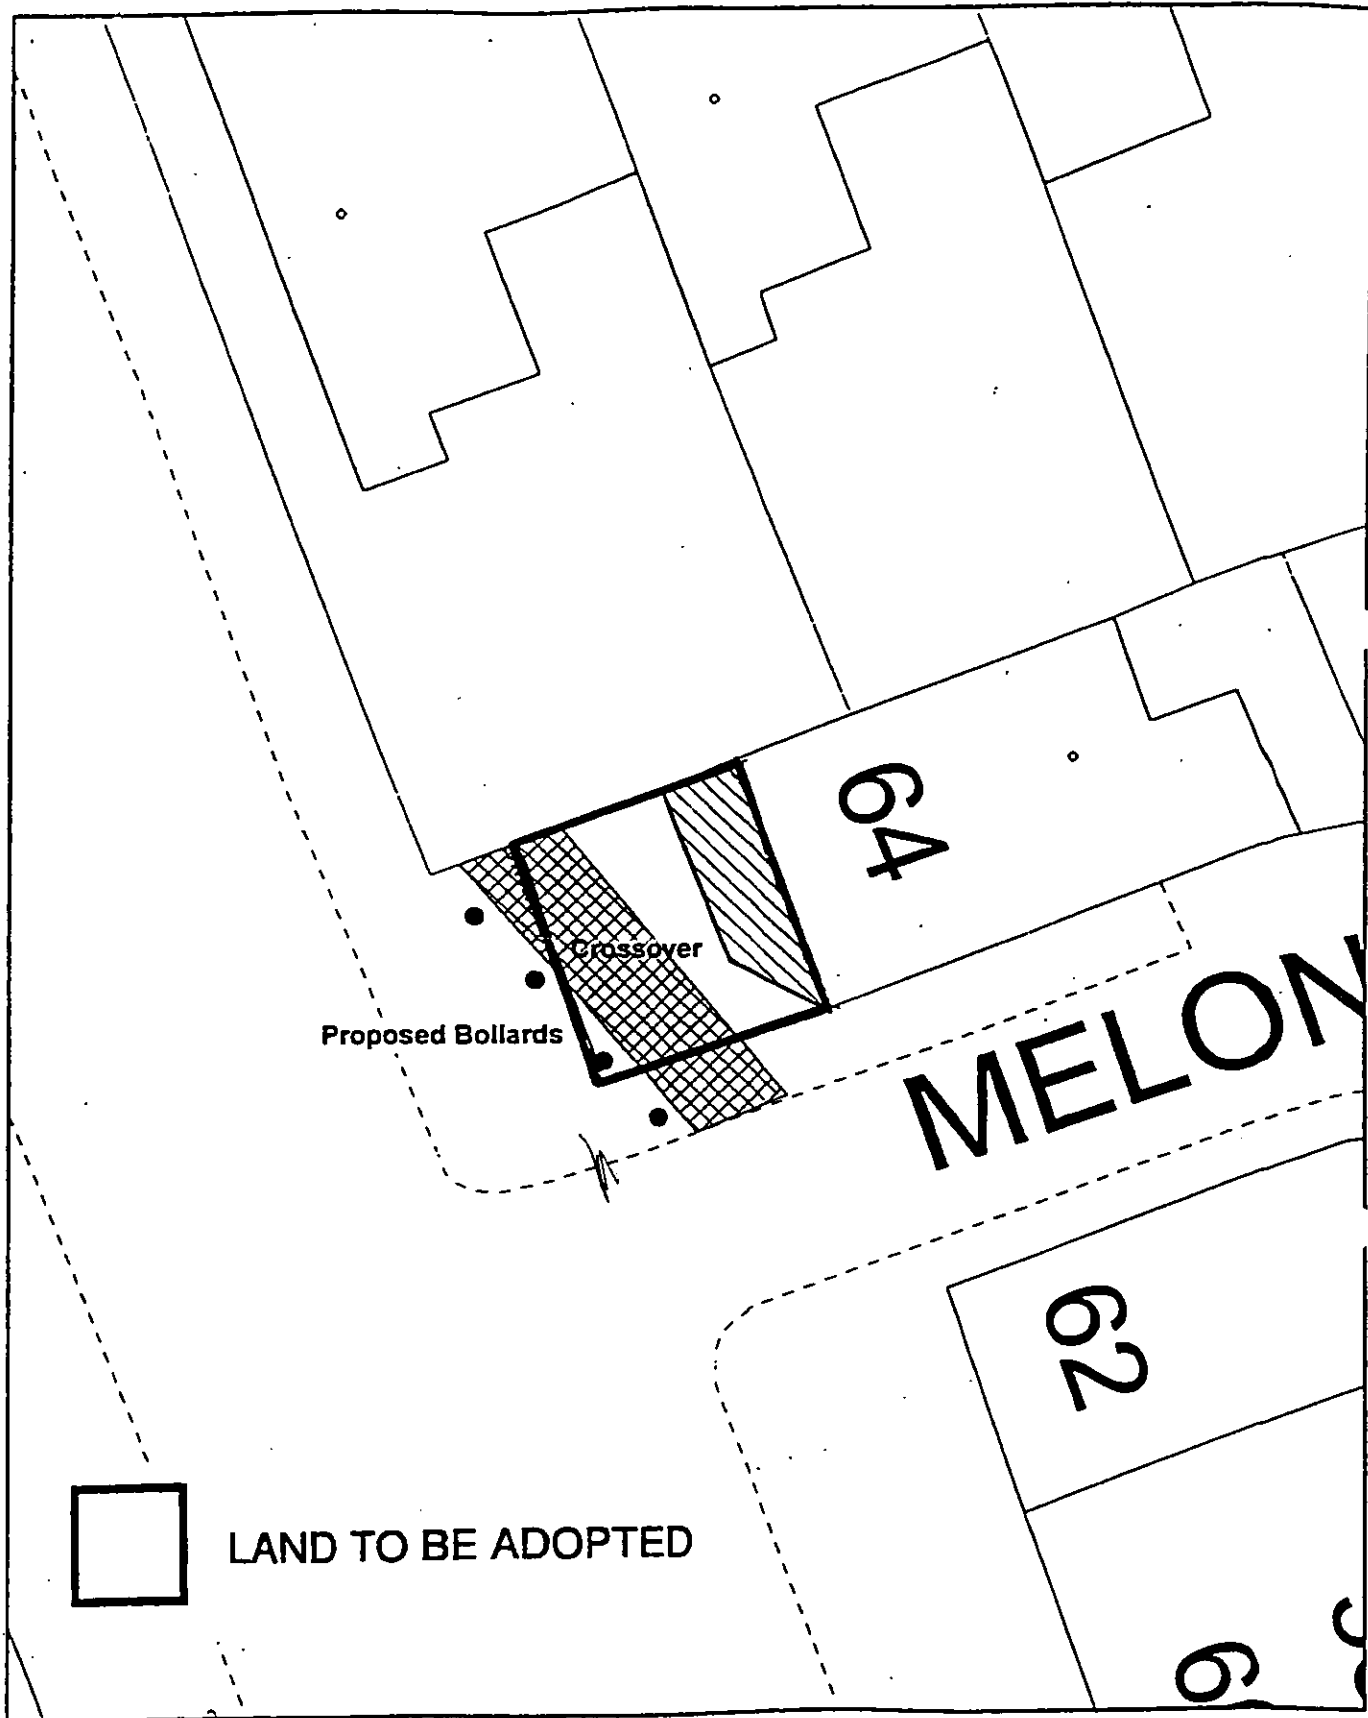 64
Crossover
Proposed Bollards
MELON
62
LAND TO BE ADOPTED